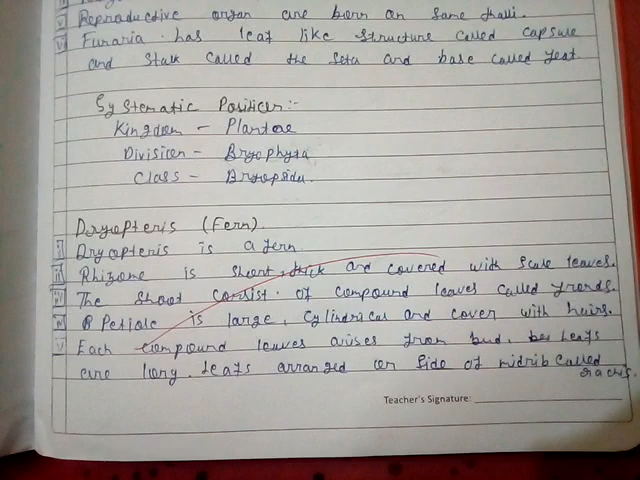 Reproductive organ are born on same thalli.
Funaria has leaf like structure called capsule
and stalk called the seta and base called feat
Systematic Position:-
Kingdom - Plantae
Division - Bryophyta
Class - Bryopsida.
Dryopteris (Fern).
i) Dryopteris is a fern
ii) Rhizome is short, thick and covered with scale leaves.
iii) The shoot consist of compound leaves called fronds.
iv) Petiole is large, cylindrical and cover with hairs.
v) Each compound leaves arises from bud. leafs
are long. leafs arranged on side of midrib called
rachis.
Teacher's Signature: